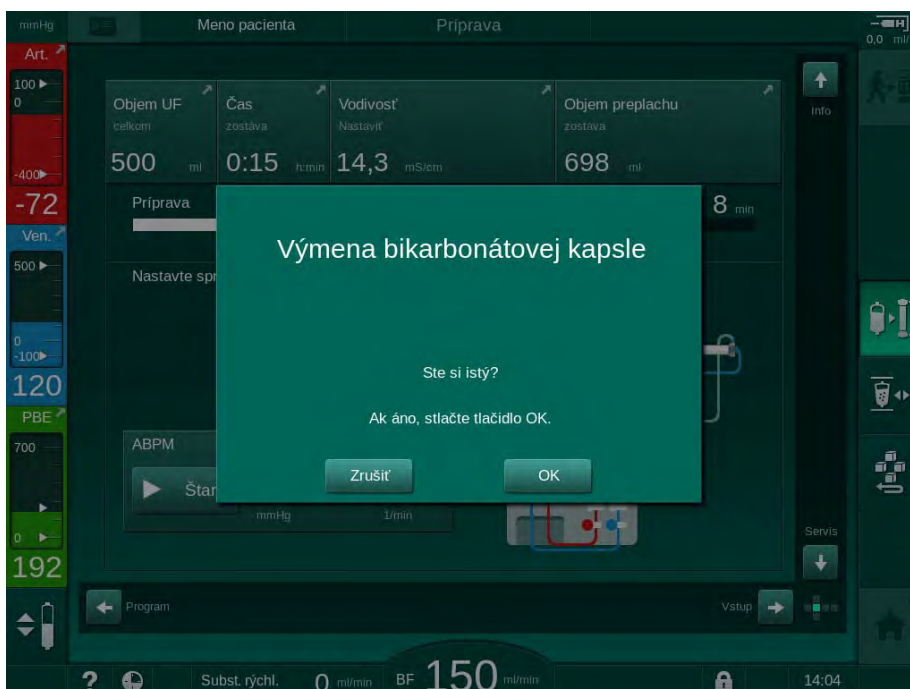 mmHg
Meno pacienta
Príprava
0,0 ml/
Art.
100
0
-400
-72
Ven.
500
0
-100
120
PBE
700
0
192
Objem UF
celkom
500 ml
Čas
zostáva
0:15 h:min
Vodivosť
Nastaviť
14,3 mS/cm
Objem preplachu
zostáva
698 ml
Info
Príprava
8 min
Nastavte spr
Výmena bikarbonátovej kapsle
Ste si istý?
Ak áno, stlačte tlačidlo OK.
Zrušiť
OK
ABPM
Štar
mmHg
1/min
Servis
Program
Vstup
? Subst. rýchl. 0 ml/min BF 150 ml/min 14:04